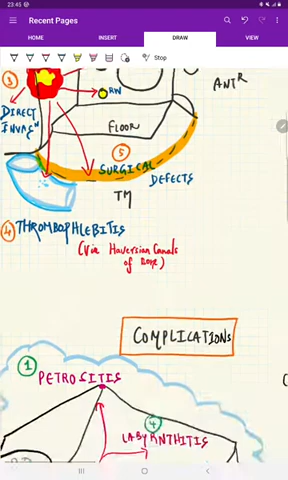 23:45
Recent Pages
HOME INSERT DRAW VIEW
Stop
3
RW
ANTR
DIRECT
INVASN
FLOOR
5
SURGICAL
DEFECTS
TM
4 THROMBOPHLEBITIS
(Via Haversian Canals
of Bone)
COMPLICATIONS
1
PETROSITIS
4
LABYRINTHITIS